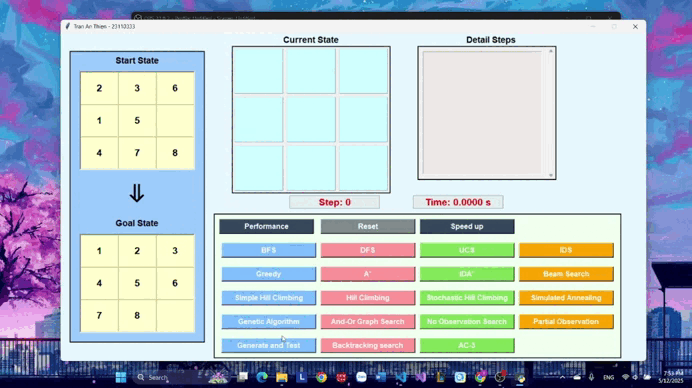 Tran An Thien - 23110333
Start State
2 3 6
1 5
4 7 8
Goal State
1 2 3
4 5 6
7 8
Current State
Detail Steps
Step: 0
Time: 0.0000 s
Performance Reset Speed up
BFS DFS UCS IDS
Greedy A* IDA* Beam Search
Simple Hill Climbing Hill Climbing Stochastic Hill Climbing Simulated Annealing
Genetic Algorithm And-Or Graph Search No Observation Search Partial Observation
Generate and Test Backtracking search AC-3
Search
ENG
5/12/2025